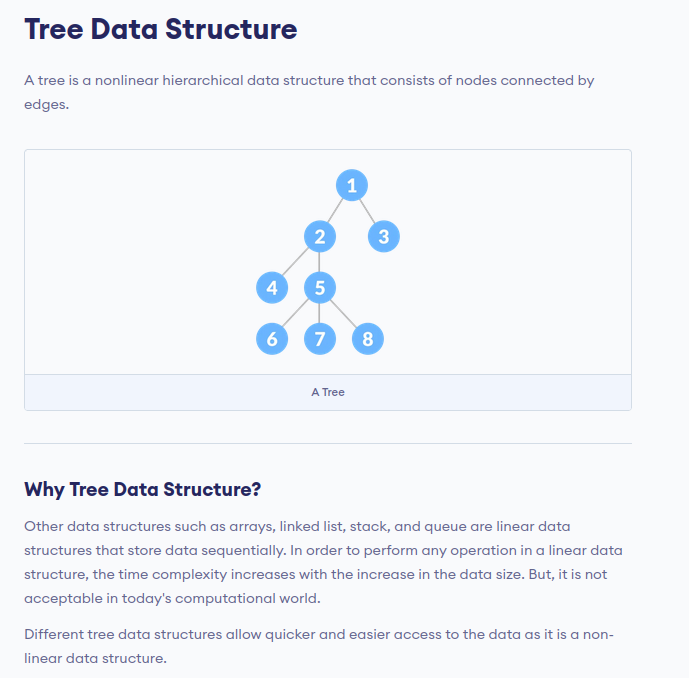 Tree Data Structure
A tree is a nonlinear hierarchical data structure that consists of nodes connected by
edges.
1
2 3
4 5
6 7 8
A Tree
Why Tree Data Structure?
Other data structures such as arrays, linked list, stack, and queue are linear data
structures that store data sequentially. In order to perform any operation in a linear data
structure, the time complexity increases with the increase in the data size. But, it is not
acceptable in today's computational world.
Different tree data structures allow quicker and easier access to the data as it is a non-
linear data structure.